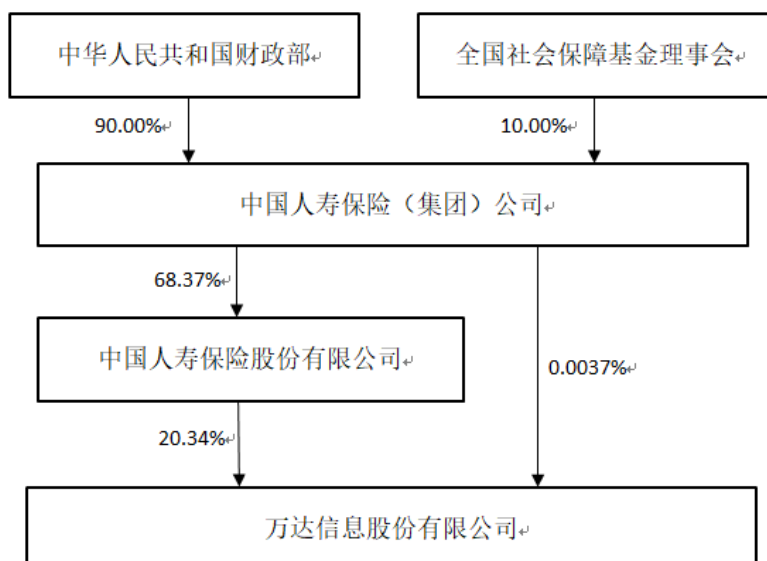 中华人民共和国财政部
全国社会保障基金理事会
90.00%
10.00%
中国人寿保险（集团）公司
68.37%
中国人寿保险股份有限公司
0.0037%
20.34%
万达信息股份有限公司